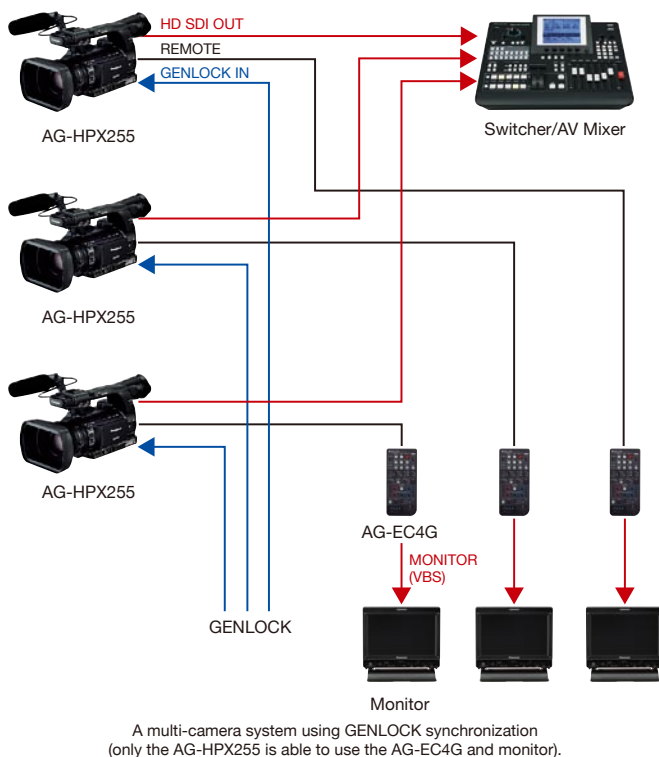 HD SDI OUT
REMOTE
GENLOCK IN
AG-HPX255
Switcher/AV Mixer
AG-HPX255
AG-HPX255
AG-EC4G
MONITOR
(VBS)
GENLOCK
Monitor
A multi-camera system using GENLOCK synchronization
(only the AG-HPX255 is able to use the AG-EC4G and monitor).